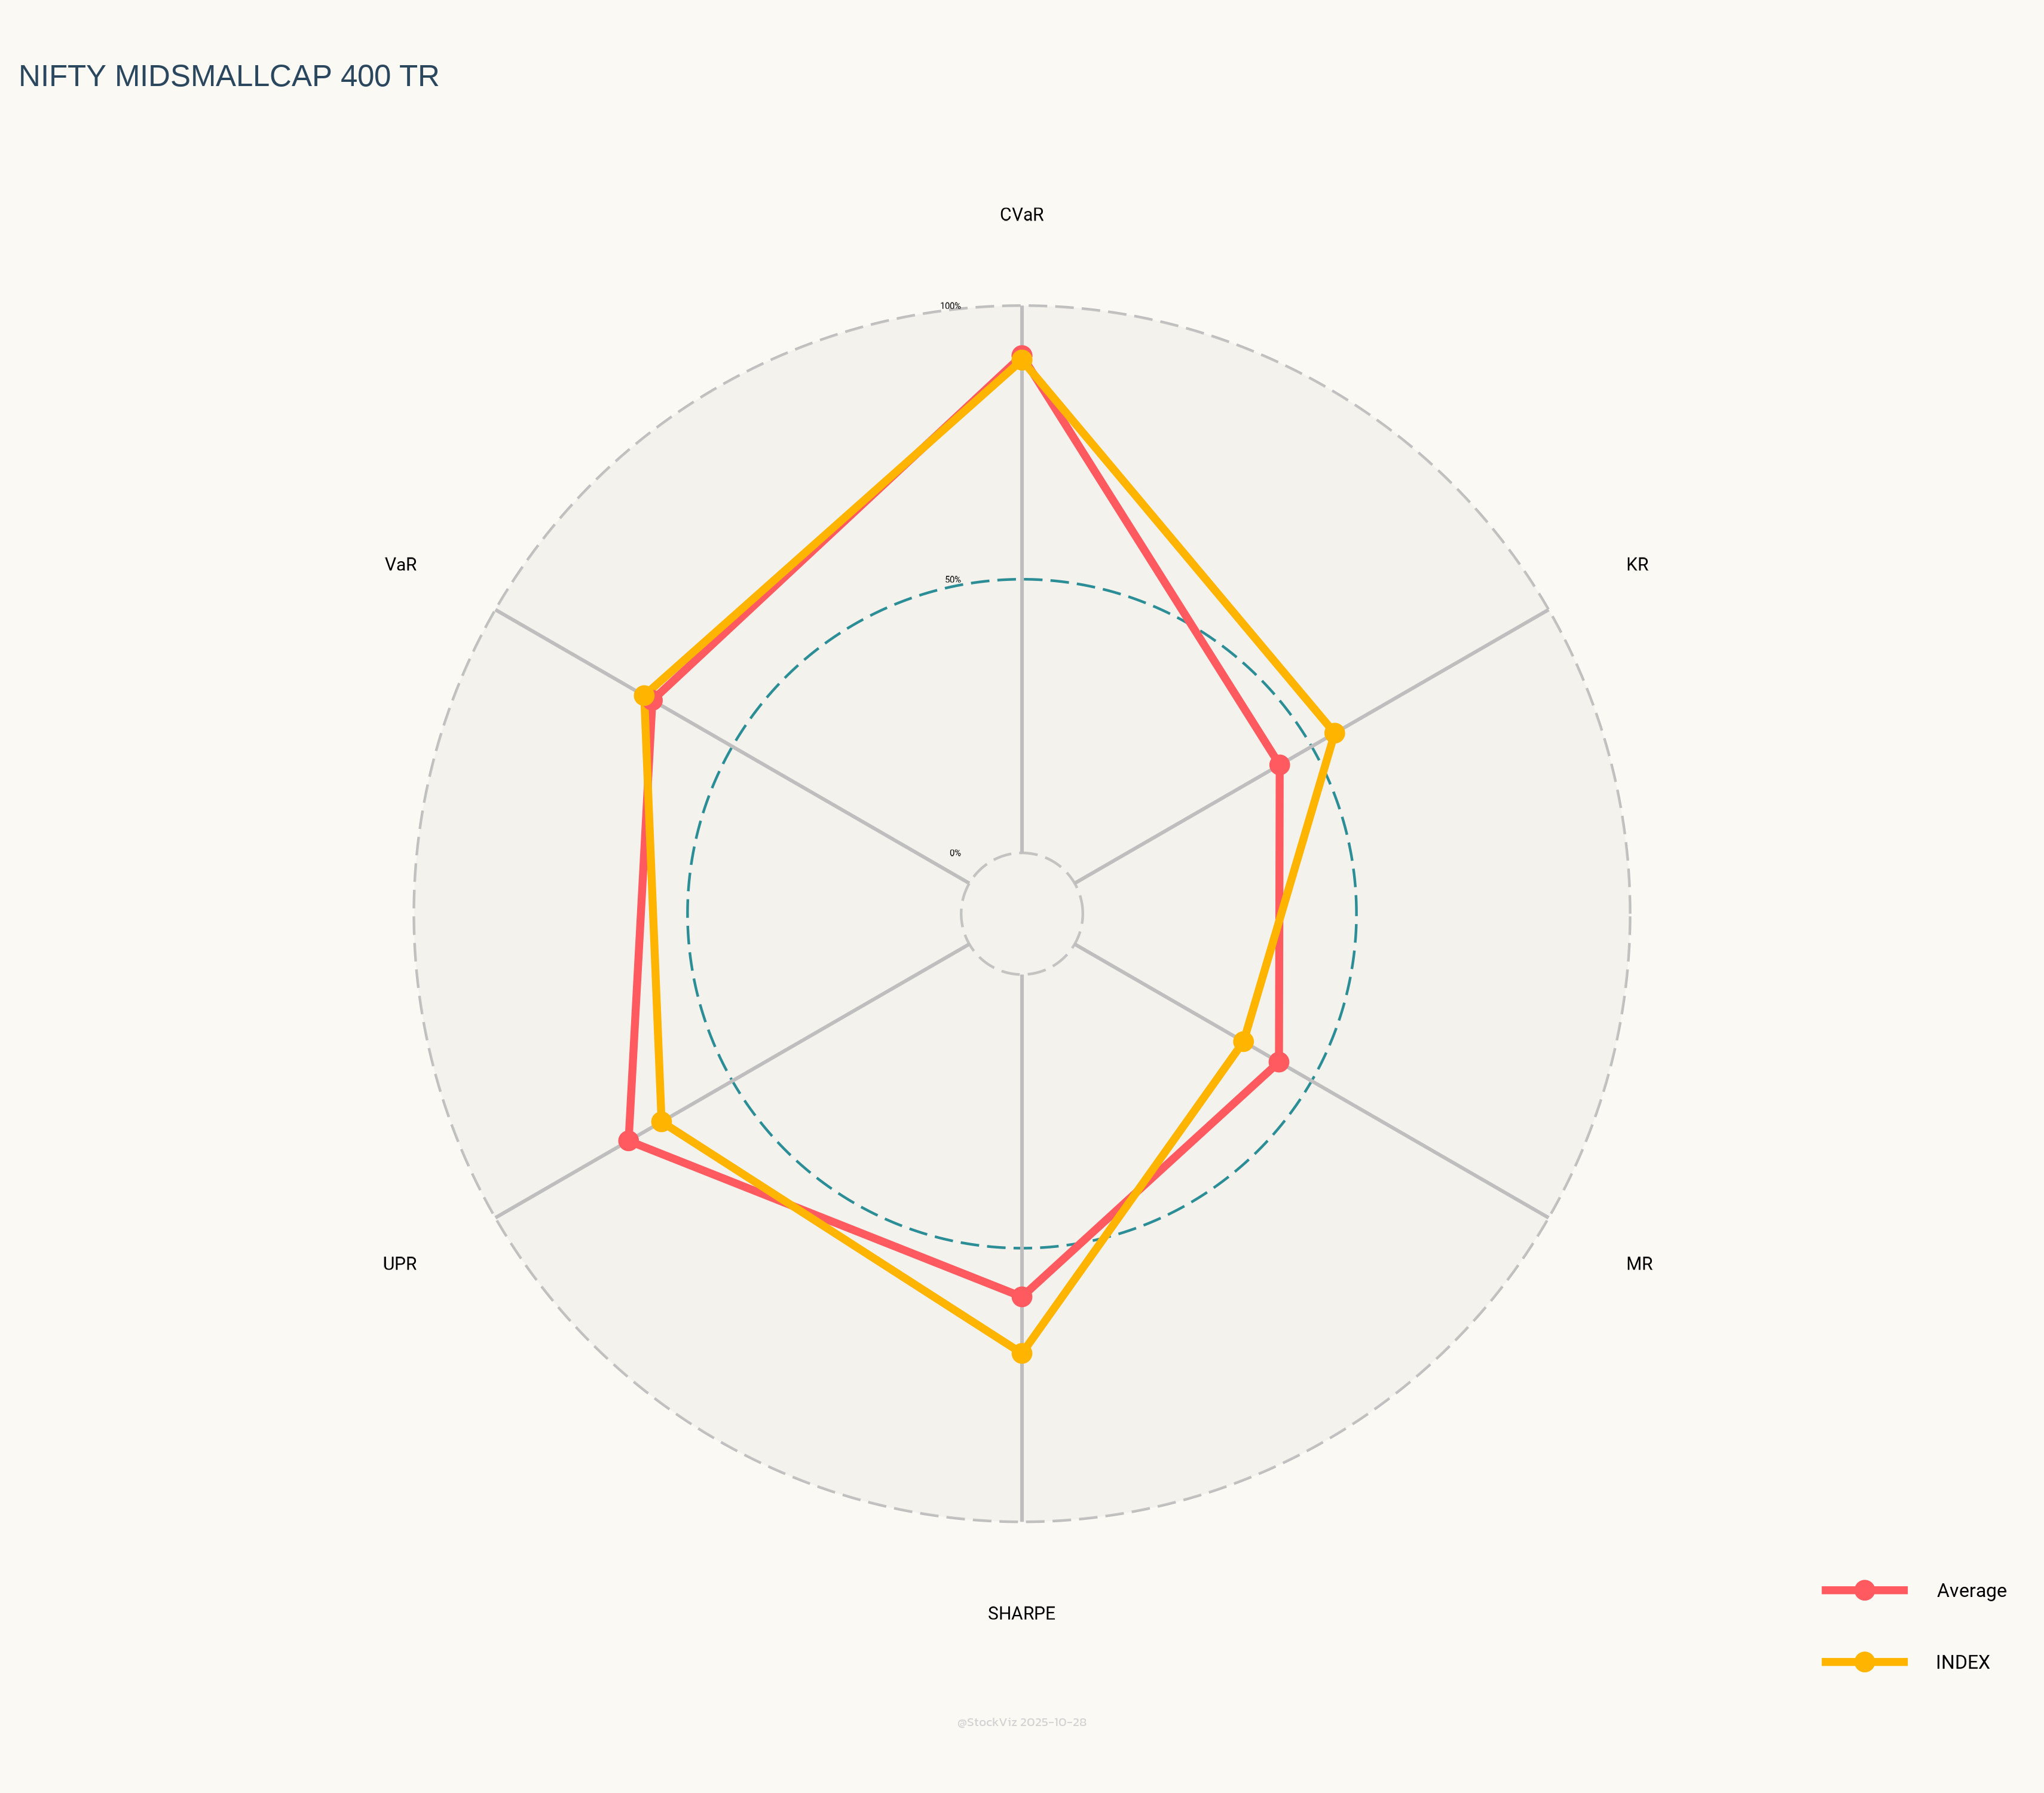 NIFTY MIDSMALLCAP 400 TR
CVaR
100%
VaR
KR
50%
0%
UPR
MR
SHARPE
Average
INDEX
@StockViz 2025-10-28